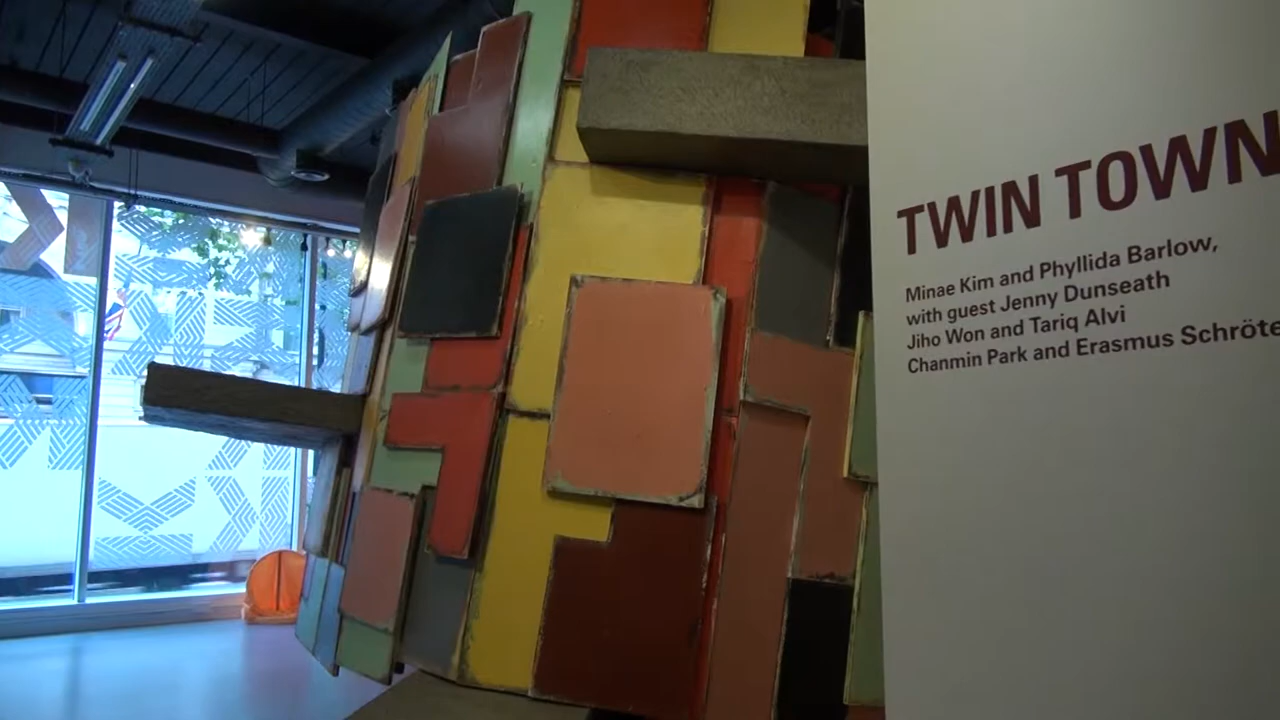 TWIN TOWN
Minae Kim and Phyllida Barlow,
with guest Jenny Dunseath
Jiho Won and Tariq Alvi
Chanmin Park and Erasmus Schröte